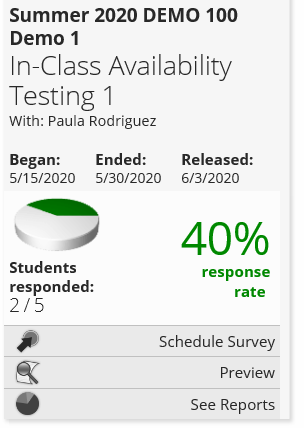 Summer 2020 DEMO 100
Demo 1
In-Class Availability
Testing 1
With: Paula Rodriguez
Began: Ended: Released:
5/15/2020 5/30/2020 6/3/2020
40%
response
rate
Students
responded:
2 / 5
Schedule Survey
Preview
See Reports